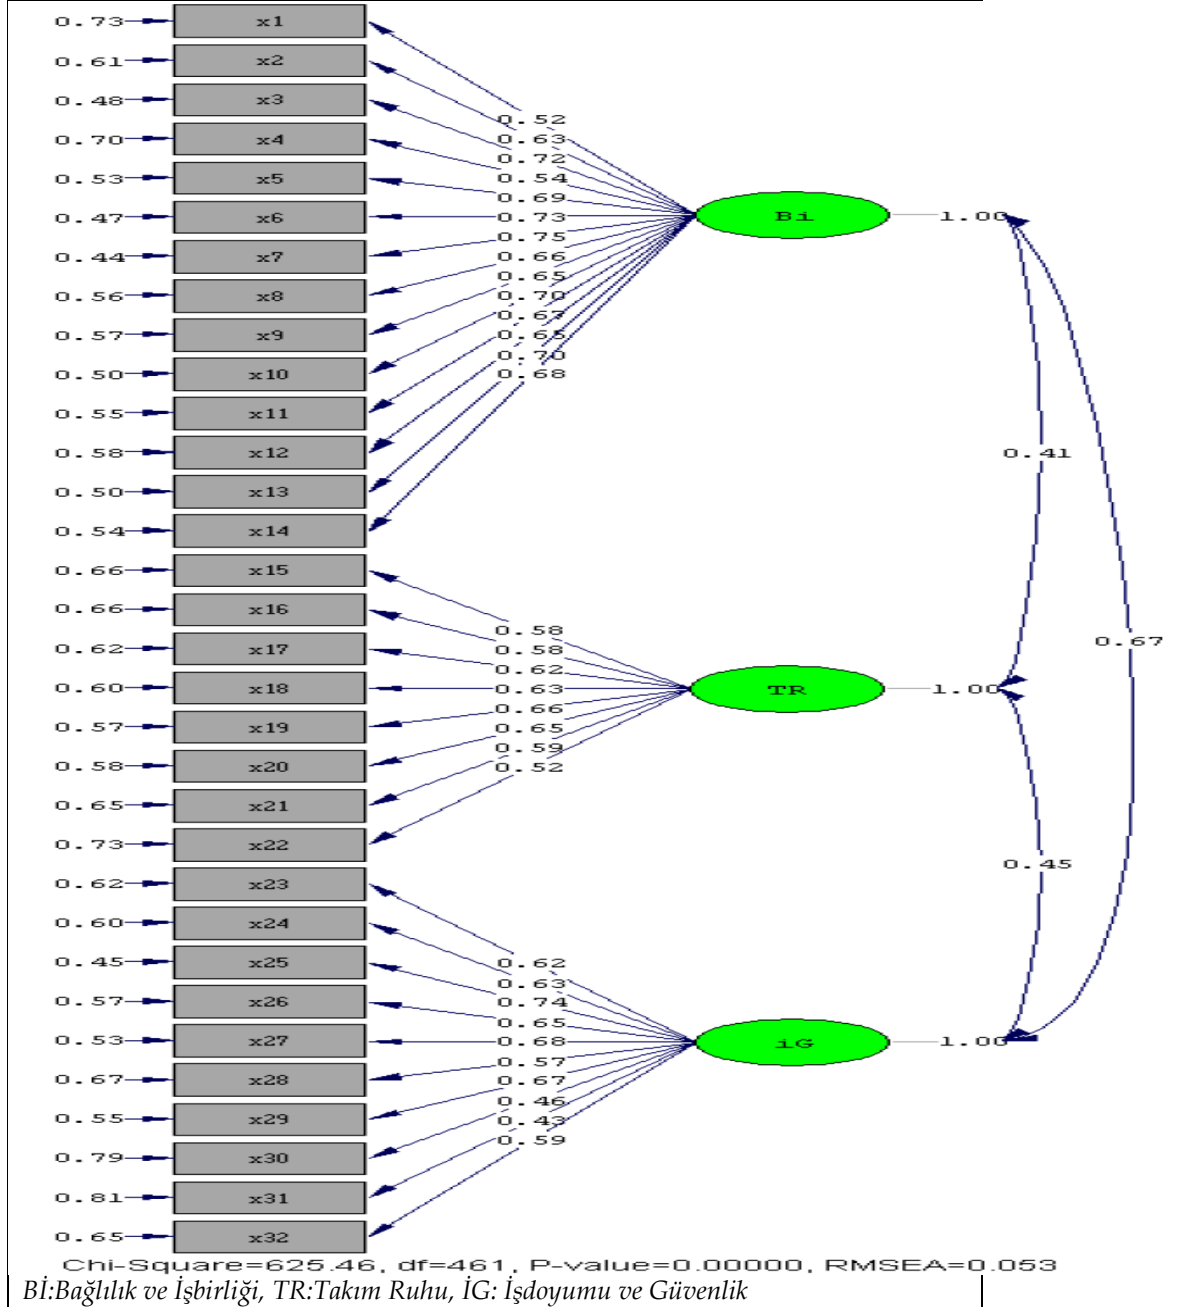 0.73 x1
0.61 x2
0.48 x3
0.70 x4
0.53 x5
0.47 x6
0.44 x7
0.56 x8
0.57 x9
0.50 x10
0.55 x11
0.58 x12
0.50 x13
0.54 x14
0.66 x15
0.66 x16
0.62 x17
0.60 x18
0.57 x19
0.58 x20
0.65 x21
0.73 x22
0.62 x23
0.60 x24
0.45 x25
0.57 x26
0.53 x27
0.67 x28
0.55 x29
0.79 x30
0.81 x31
0.65 x32
0.52
0.63
0.72
0.54
0.69
0.73
0.75
0.66
0.65
0.70
0.67
0.65
0.70
0.68
Bi 1.00
0.58
0.58
0.62
0.63
0.66
0.65
0.59
0.52
TR 1.00
0.62
0.63
0.74
0.65
0.68
0.57
0.67
0.46
0.43
0.59
iG 1.00
0.41
0.67
0.45
Chi-Square=625.46, df=461, P-value=0.00000, RMSEA=0.053
Bİ:Bağlılık ve İşbirliği, TR:Takım Ruhu, İG: İşdoyumu ve Güvenlik